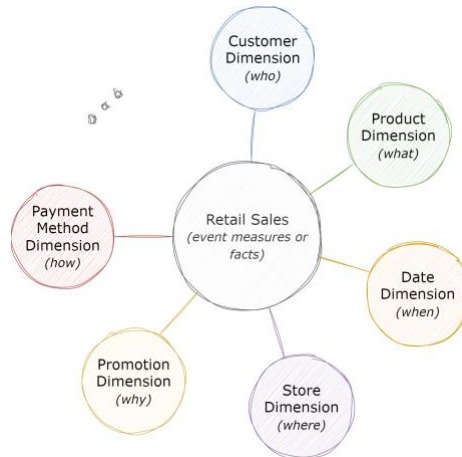 Customer
Dimension
(who)
Product
Dimension
(what)
Retail Sales
(event measures or
facts)
Payment
Method
Dimension
(how)
Date
Dimension
(when)
Promotion
Dimension
(why)
Store
Dimension
(where)